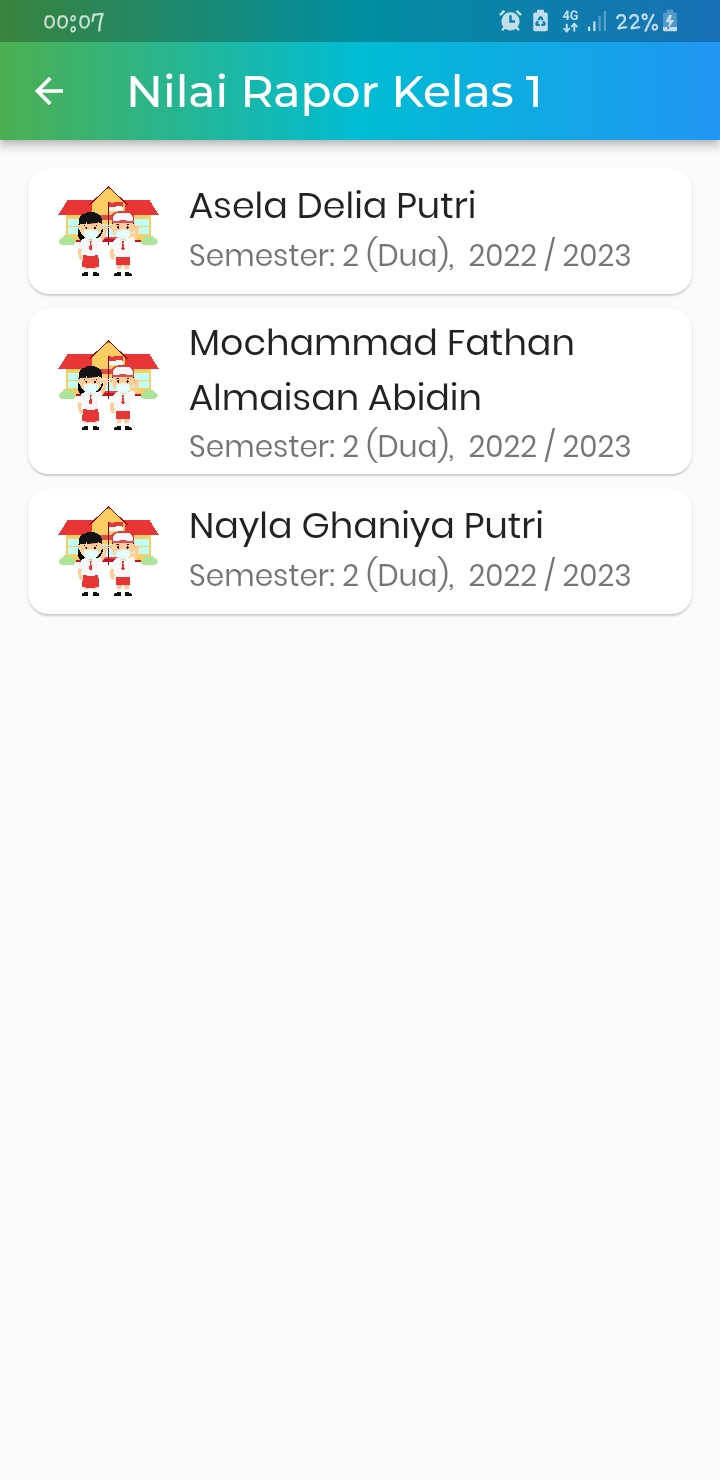 00:07 4G 22%
Nilai Rapor Kelas 1
Asela Delia Putri
Semester: 2 (Dua),  2022 / 2023
Mochammad Fathan
Almaisan Abidin
Semester: 2 (Dua),  2022 / 2023
Nayla Ghaniya Putri
Semester: 2 (Dua),  2022 / 2023